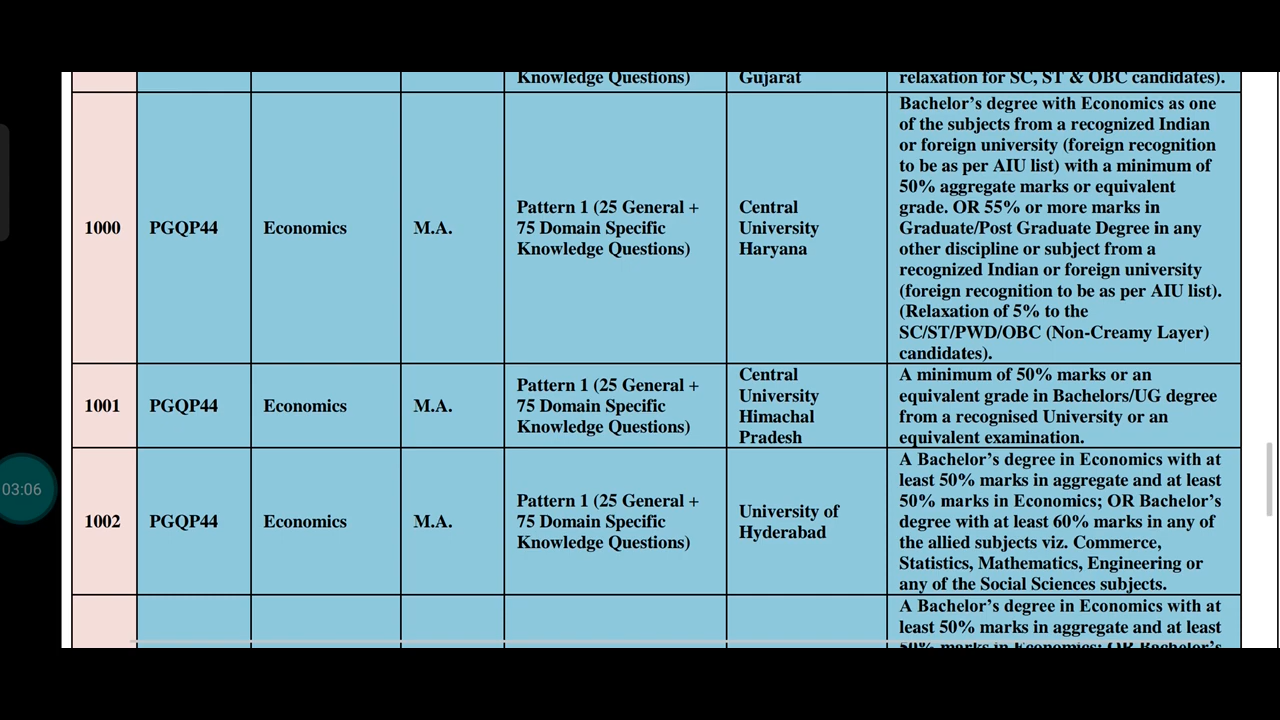 Knowledge Questions)
Gujarat
relaxation for SC, ST & OBC candidates).
1000
PGQP44
Economics
M.A.
Pattern 1 (25 General +
75 Domain Specific
Knowledge Questions)
Central
University
Haryana
Bachelor's degree with Economics as one
of the subjects from a recognized Indian
or foreign university (foreign recognition
to be as per AIU list) with a minimum of
50% aggregate marks or equivalent
grade. OR 55% or more marks in
Graduate/Post Graduate Degree in any
other discipline or subject from a
recognized Indian or foreign university
(foreign recognition to be as per AIU list).
(Relaxation of 5% to the
SC/ST/PWD/OBC (Non-Creamy Layer)
candidates).
1001
PGQP44
Economics
M.A.
Pattern 1 (25 General +
75 Domain Specific
Knowledge Questions)
Central
University
Himachal
Pradesh
A minimum of 50% marks or an
equivalent grade in Bachelors/UG degree
from a recognised University or an
equivalent examination.
03:06
1002
PGQP44
Economics
M.A.
Pattern 1 (25 General +
75 Domain Specific
Knowledge Questions)
University of
Hyderabad
A Bachelor's degree in Economics with at
least 50% marks in aggregate and at least
50% marks in Economics; OR Bachelor's
degree with at least 60% marks in any of
the allied subjects viz. Commerce,
Statistics, Mathematics, Engineering or
any of the Social Sciences subjects.
A Bachelor's degree in Economics with at
least 50% marks in aggregate and at least
50% marks in Economics; OR Bachelor's